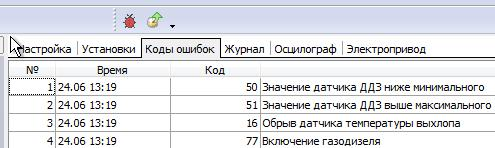 Настройка Установки Коды ошибок Журнал Осцилограф Электропривод
№ Время Код
1 24.06 13:19 50 Значение датчика ДДЗ ниже минимального
2 24.06 13:19 51 Значение датчика ДДЗ выше максимального
3 24.06 13:19 16 Обрыв датчика температуры выхлопа
4 24.06 13:19 77 Включение газодизеля